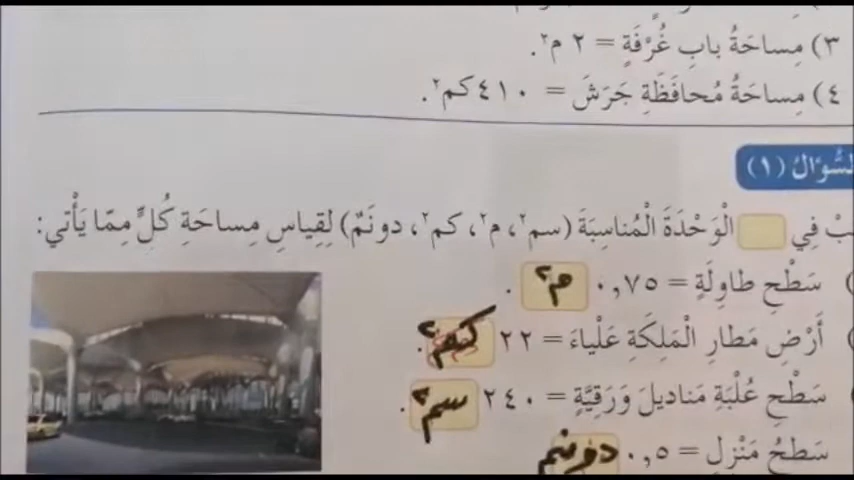 ٣) مِساحَةُ بابِ غُرْفَةٍ = ٢ م٢.
٤) مِساحَةُ مُحافَظَةِ جَرَشَ = ٤١٠ كم٢.
السُّؤالُ (١)
في الْوَحْدَةَ الْمُناسِبَةَ (سم٢، م٢، كم٢، دونَمٌ) لِقِياسِ مِساحَةِ كُلٍّ مِمّا يَأْتي:
سَطْحِ طاوِلَةٍ = ٠,٧٥ م٢ .
أَرْضِ مَطارِ الْمَلِكَةِ عَلْياءَ = ٢٢ كم٢ .
سَطْحِ عُلْبَةِ مَناديلَ وَرَقِيَّةٍ = ٢٤٠ سم٢ .
سَطحُ مَنْزِلٍ = ٠,٥ دونم